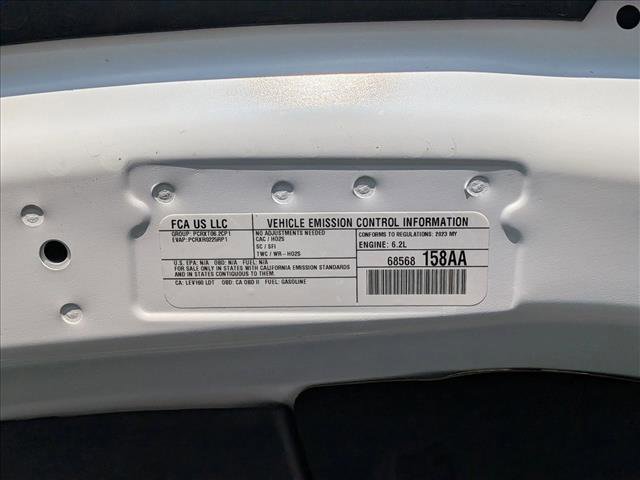 FCA US LLC
GROUP: PCRXT06.2CP1
EVAP: PCRXR0225RP1
VEHICLE EMISSION CONTROL INFORMATION
NO ADJUSTMENTS NEEDED
CAC / HO2S
SC / SFI
TWC / WR-HO2S
CONFORMS TO REGULATIONS: 2023 MY
ENGINE: 6.2L
U.S. EPA: N/A OBD: N/A FUEL: N/A
FOR SALE ONLY IN STATES WITH CALIFORNIA EMISSION STANDARDS
AND STATES CONTIGUOUS TO THEM.
CA: LEV160 LDT OBD: CA OBD II FUEL: GASOLINE
68568 158AA